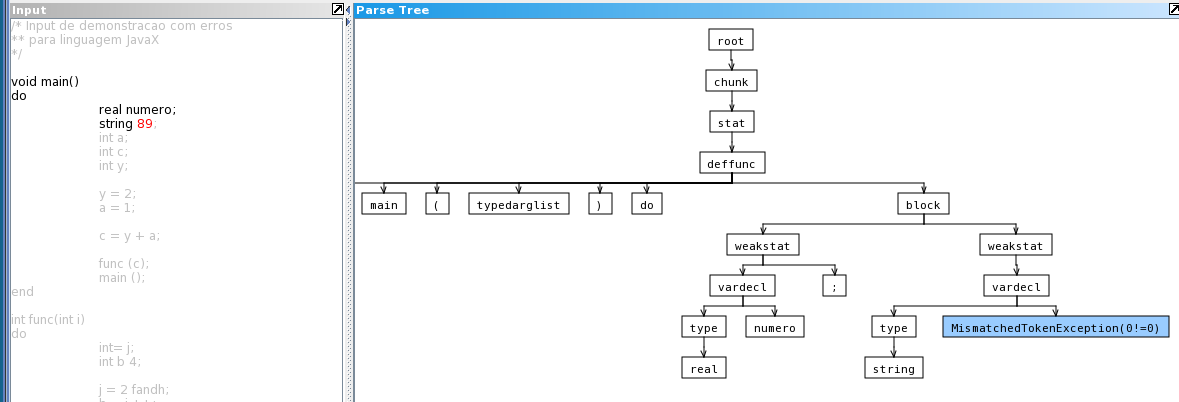 Input
/* Input de demonstracao com erros
** para linguagem JavaX
*/
void main()
do
real numero;
string 89;
int a;
int c;
int y;
y = 2;
a = 1;
c = y + a;
func (c);
main ();
end
int func(int i)
do
int= j;
int b 4;
j = 2 fandh;
Parse Tree
root
chunk
stat
deffunc
main ( typedarglist ) do block
weakstat weakstat
vardecl ; vardecl
type numero type MismatchedTokenException(0!=0)
real string